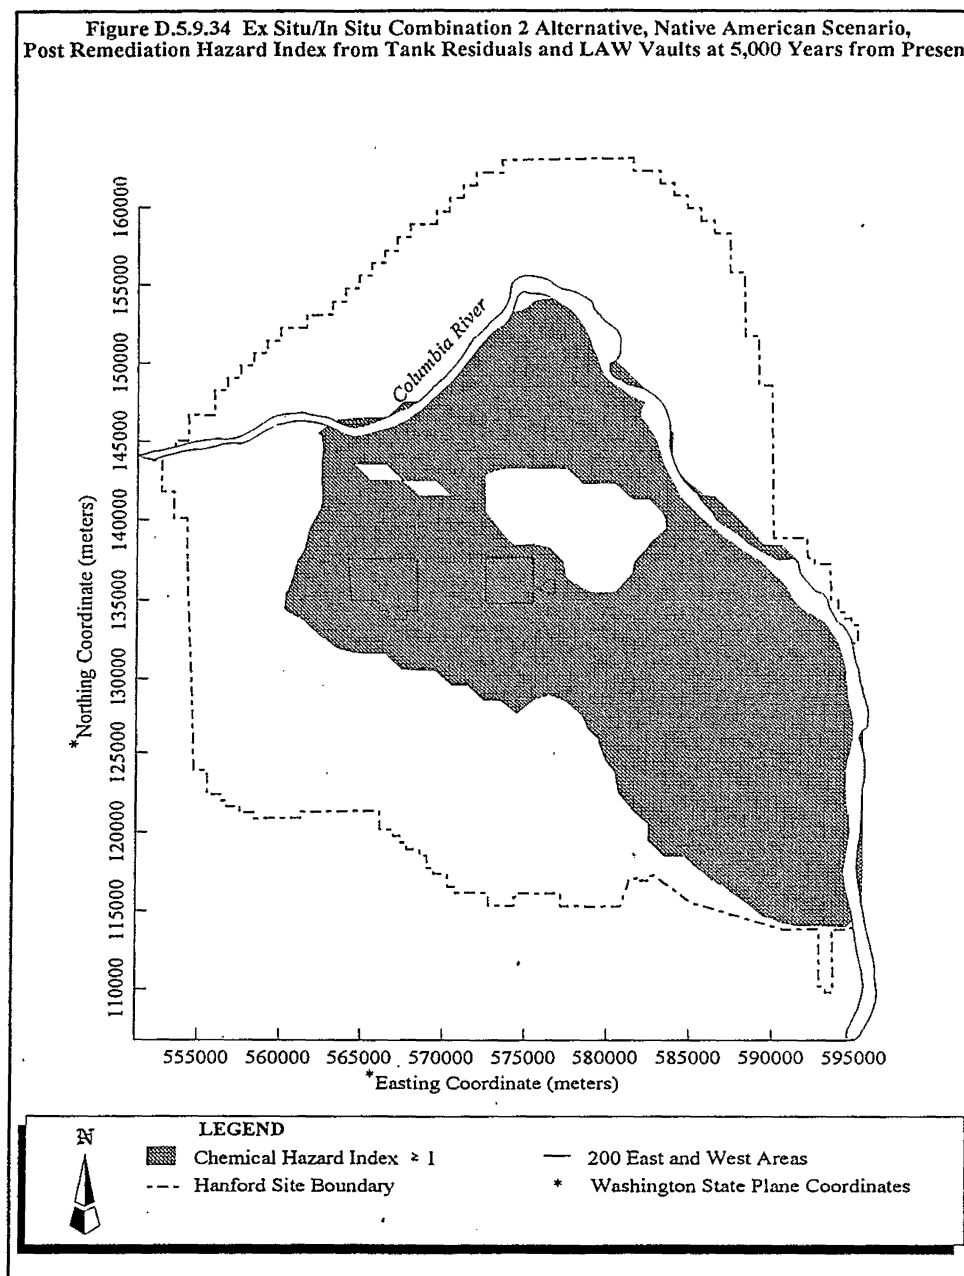 Figure D.5.9.34 Ex Situ/In Situ Combination 2 Alternative, Native American Scenario,
Post Remediation Hazard Index from Tank Residuals and LAW Vaults at 5,000 Years from Presen
160000
155000
150000
145000
140000
135000
130000
125000
120000
115000
110000
*Northing Coordinate (meters)
Columbia River
555000 560000 565000 570000 575000 580000 585000 590000 595000
*Easting Coordinate (meters)
N
LEGEND
Chemical Hazard Index ≥ 1
200 East and West Areas
Hanford Site Boundary
* Washington State Plane Coordinates